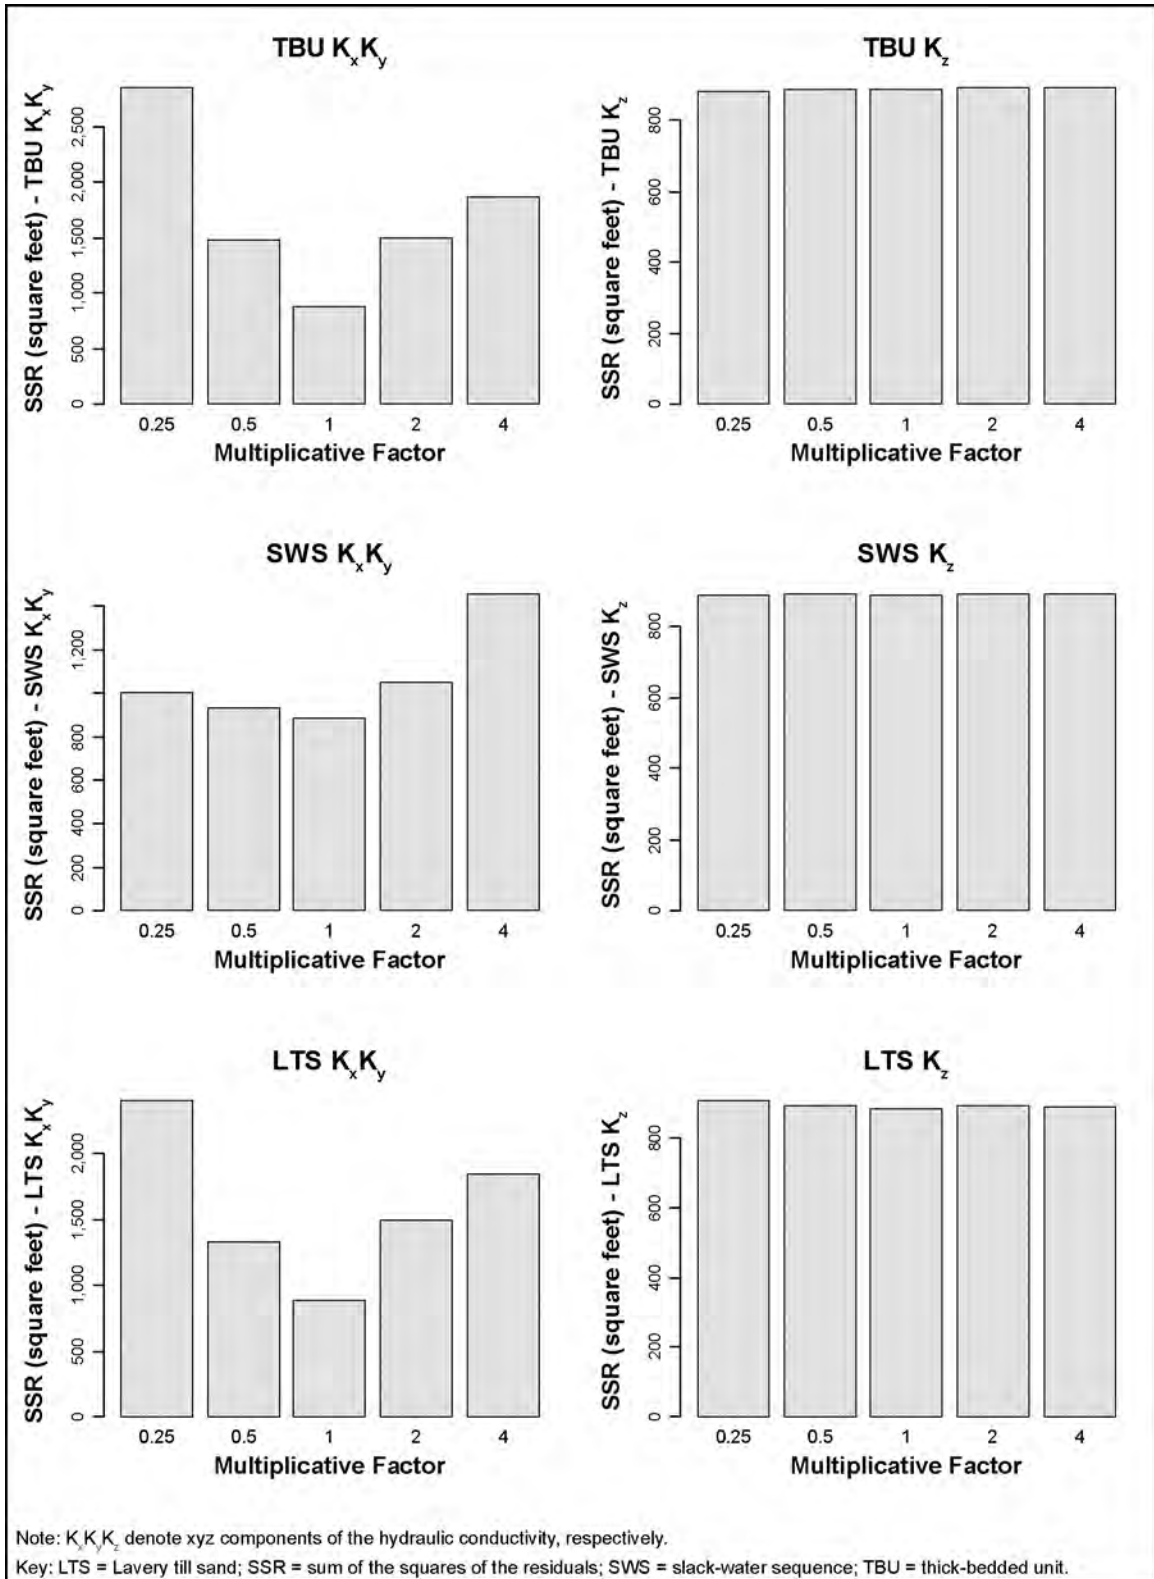 TBU KxKy
SSR (square feet) - TBU KxKy
2,500
2,000
1,500
1,000
500
0
0.25 0.5 1 2 4
Multiplicative Factor
TBU Kz
SSR (square feet) - TBU Kz
800
600
400
200
0
0.25 0.5 1 2 4
Multiplicative Factor
SWS KxKy
SSR (square feet) - SWS KxKy
1,200
800
600
400
200
0
0.25 0.5 1 2 4
Multiplicative Factor
SWS Kz
SSR (square feet) - SWS Kz
800
600
400
200
0
0.25 0.5 1 2 4
Multiplicative Factor
LTS KxKy
SSR (square feet) - LTS KxKy
2,000
1,500
1,000
500
0
0.25 0.5 1 2 4
Multiplicative Factor
LTS Kz
SSR (square feet) - LTS Kz
800
600
400
200
0
0.25 0.5 1 2 4
Multiplicative Factor
Note: KxKyKz denote xyz components of the hydraulic conductivity, respectively.
Key: LTS = Lavery till sand; SSR = sum of the squares of the residuals; SWS = slack-water sequence; TBU = thick-bedded unit.